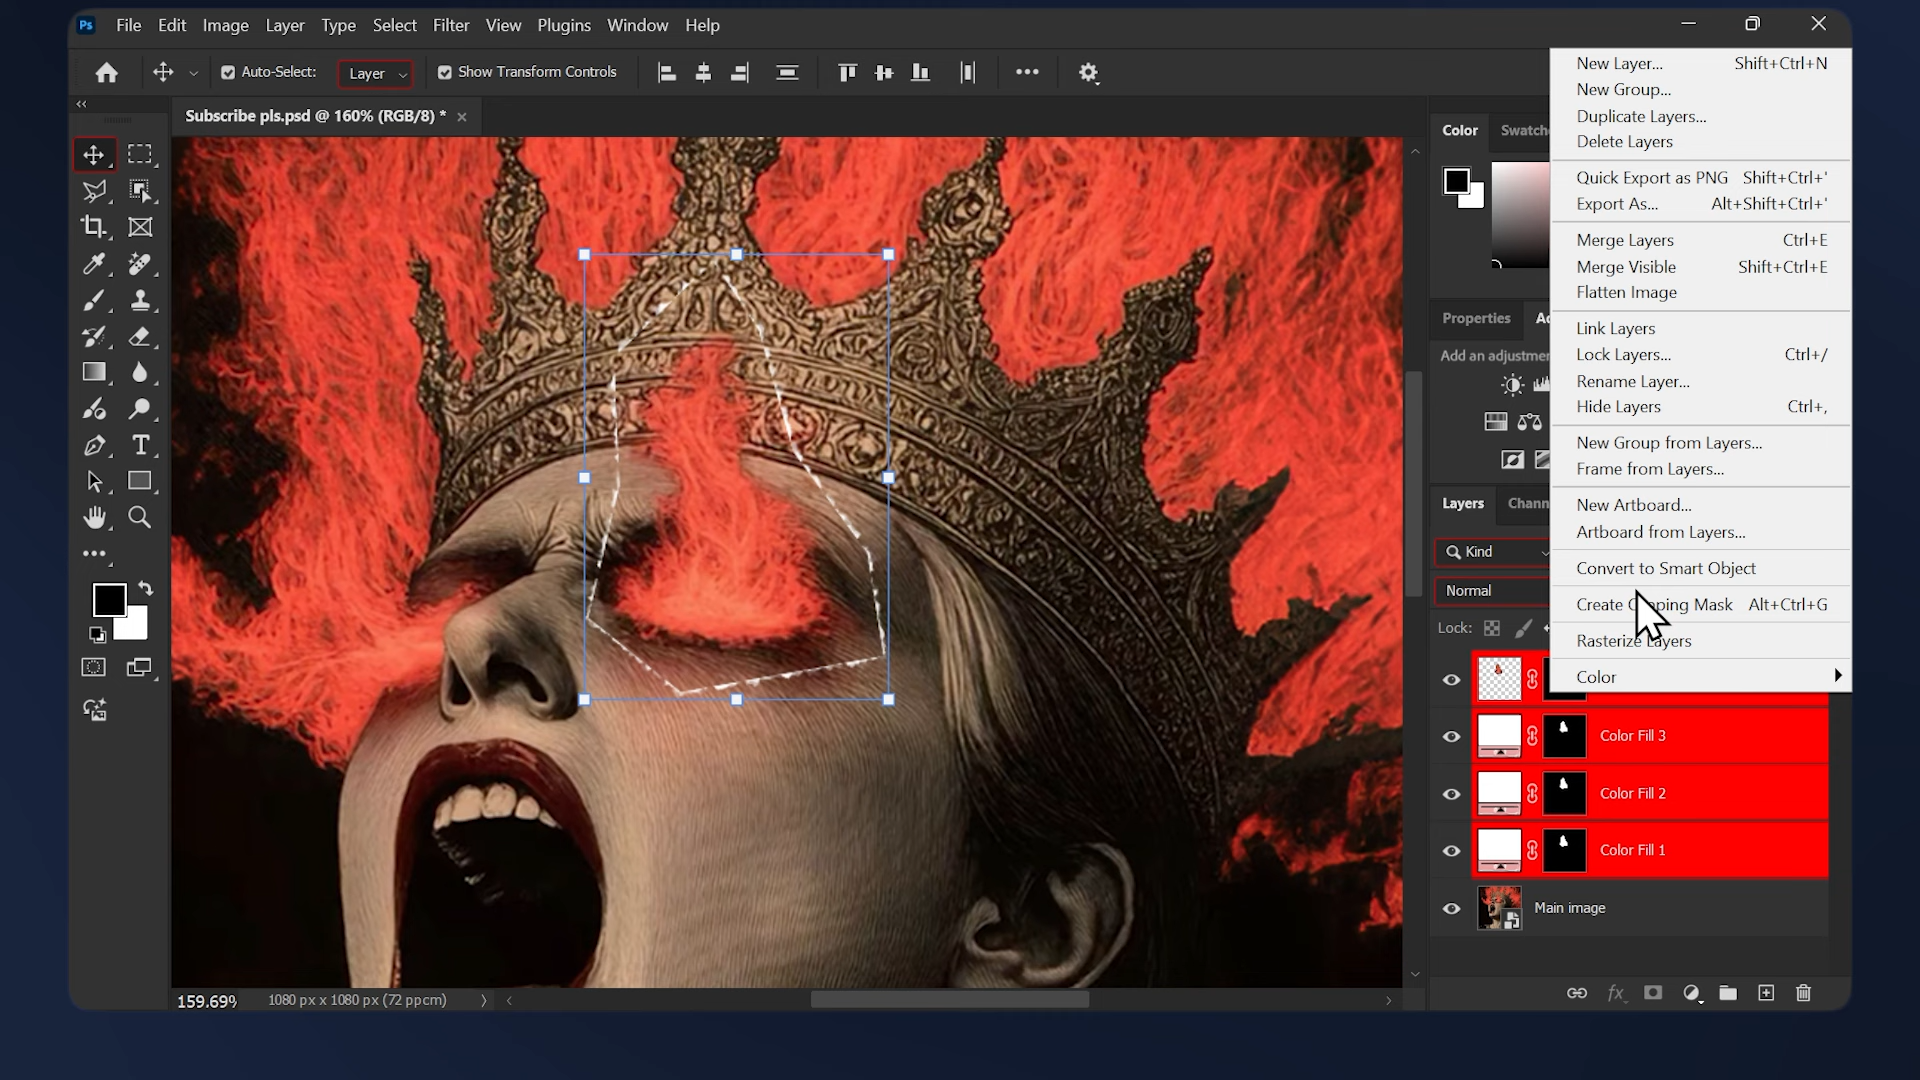 Ps File Edit Image Layer Type Select Filter View Plugins Window Help
Auto-Select: Layer Show Transform Controls
Subscribe pls.psd @ 160% (RGB/8) *
Color
Properties
Add an adjustmen
Layers
Kind
Normal
Lock:
New Layer... Shift+Ctrl+N
New Group...
Duplicate Layers...
Delete Layers
Quick Export as PNG Shift+Ctrl+'
Export As... Alt+Shift+Ctrl+'
Merge Layers Ctrl+E
Merge Visible Shift+Ctrl+E
Flatten Image
Link Layers
Lock Layers... Ctrl+/
Rename Layer...
Hide Layers Ctrl+,
New Group from Layers...
Frame from Layers...
New Artboard...
Artboard from Layers...
Convert to Smart Object
Create Clipping Mask Alt+Ctrl+G
Rasterize Layers
Color
Color Fill 3
Color Fill 2
Color Fill 1
Main image
159.69% 1080 px x 1080 px (72 ppcm)